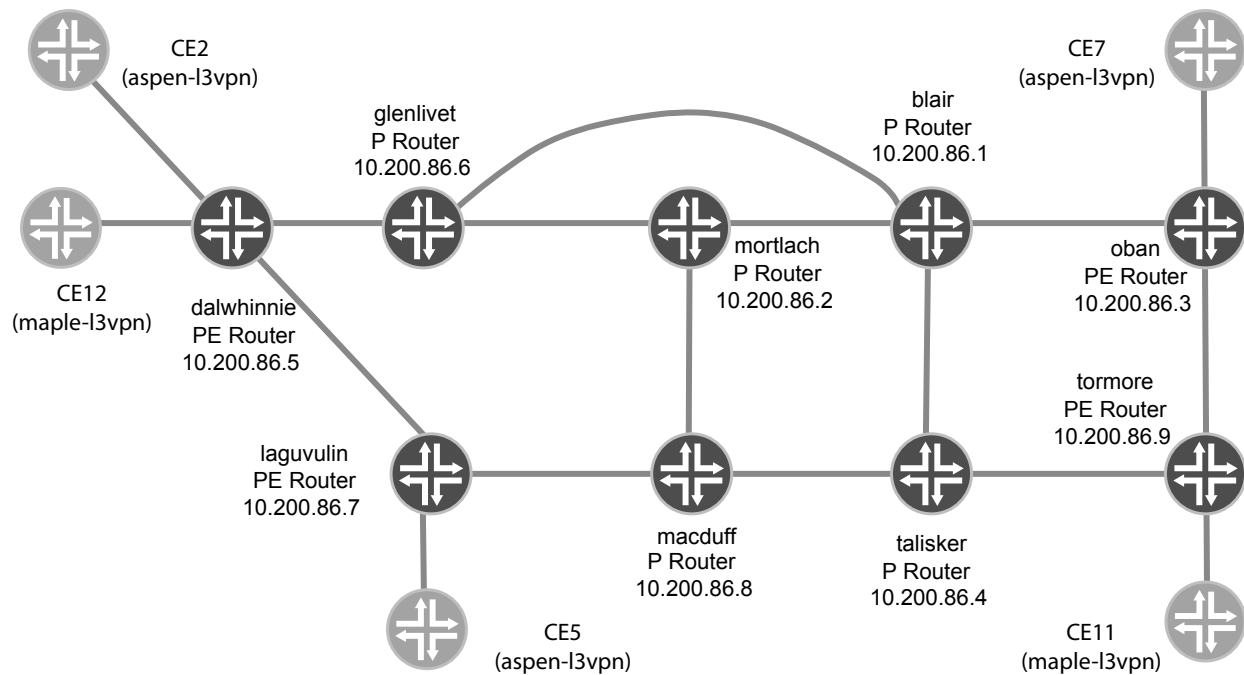 CE2
(aspen-l3vpn)
glenlivet
P Router
10.200.86.6
blair
P Router
10.200.86.1
CE7
(aspen-l3vpn)
CE12
(maple-l3vpn)
dalwhinnie
PE Router
10.200.86.5
mortlach
P Router
10.200.86.2
oban
PE Router
10.200.86.3
laguvulin
PE Router
10.200.86.7
tormore
PE Router
10.200.86.9
macduff
P Router
10.200.86.8
talisker
P Router
10.200.86.4
CE5
(aspen-l3vpn)
CE11
(maple-l3vpn)